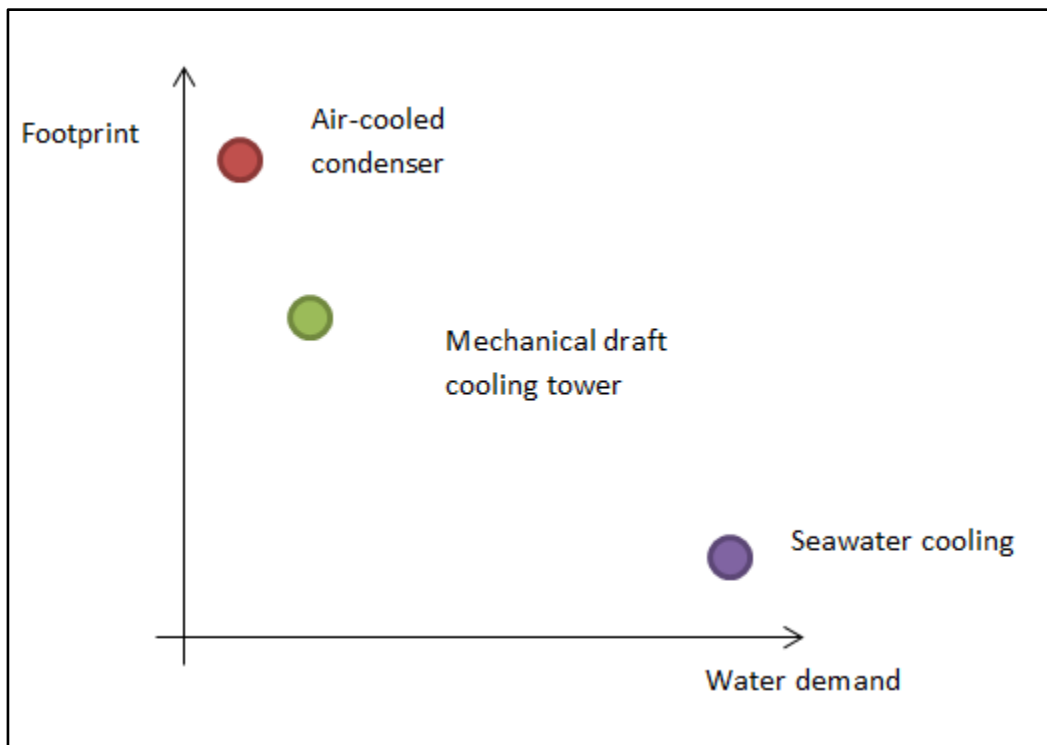 Footprint
Air-cooled
condenser
Mechanical draft
cooling tower
Seawater cooling
Water demand